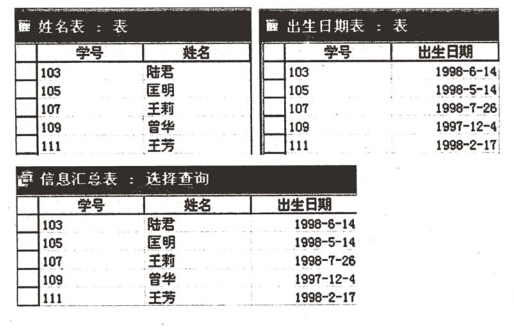 姓名表 : 表
学号 姓名
103 陆君
105 匡明
107 王莉
109 曾华
111 王芳
出生日期表 : 表
学号 出生日期
103 1998-6-14
105 1998-5-14
107 1998-7-26
109 1997-12-4
111 1998-2-17
信息汇总表 : 选择查询
学号 姓名 出生日期
103 陆君 1998-6-14
105 匡明 1998-5-14
107 王莉 1998-7-26
109 曾华 1997-12-4
111 王芳 1998-2-17